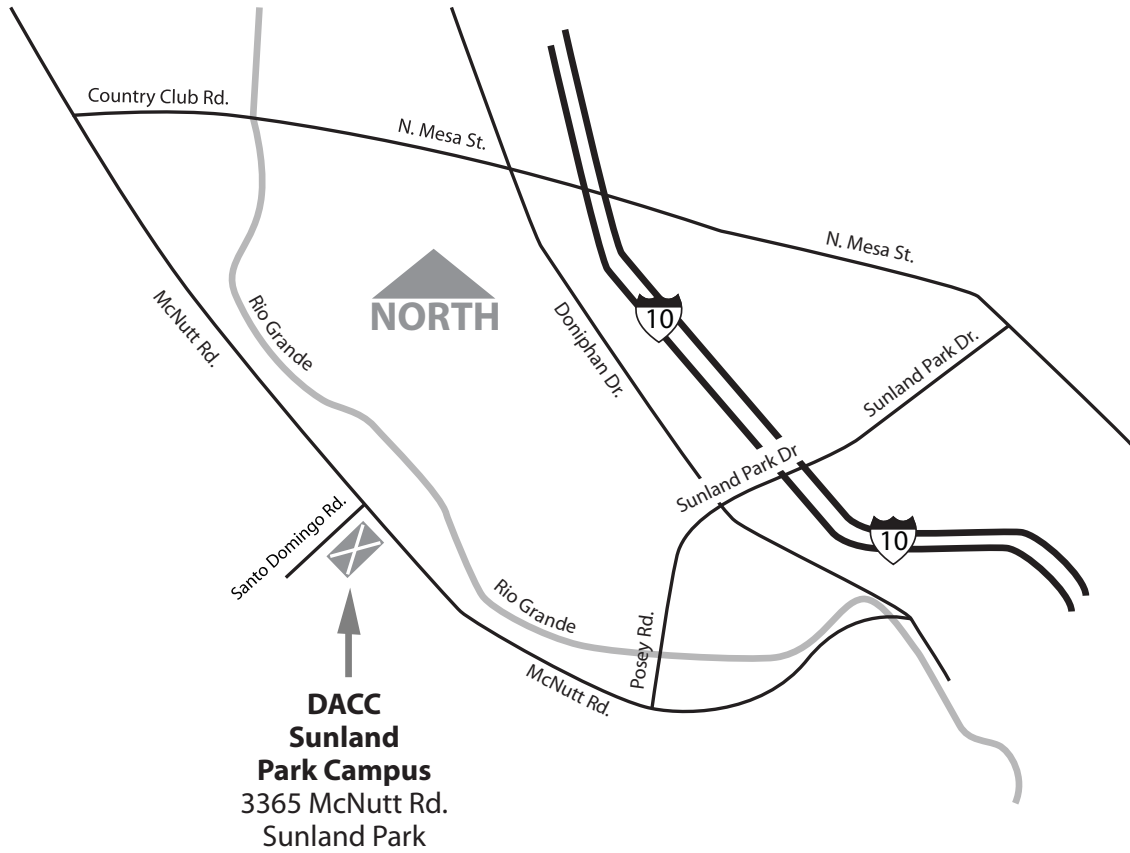 Country Club Rd.
N. Mesa St.
N. Mesa St.
McNutt Rd.
Rio Grande
NORTH
Doniphan Dr.
10
Sunland Park Dr.
Sunland Park Dr
Santo Domingo Rd.
10
Rio Grande
Posey Rd.
McNutt Rd.
DACC
Sunland
Park Campus
3365 McNutt Rd.
Sunland Park